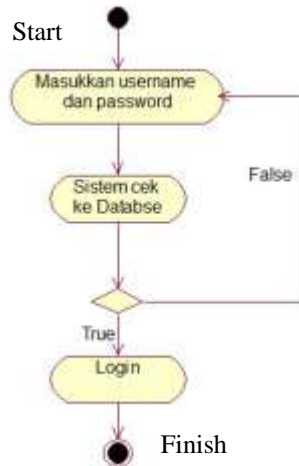 Start
Masukkan username
dan password
Sistem cek
ke Databse
False
True
Login
Finish